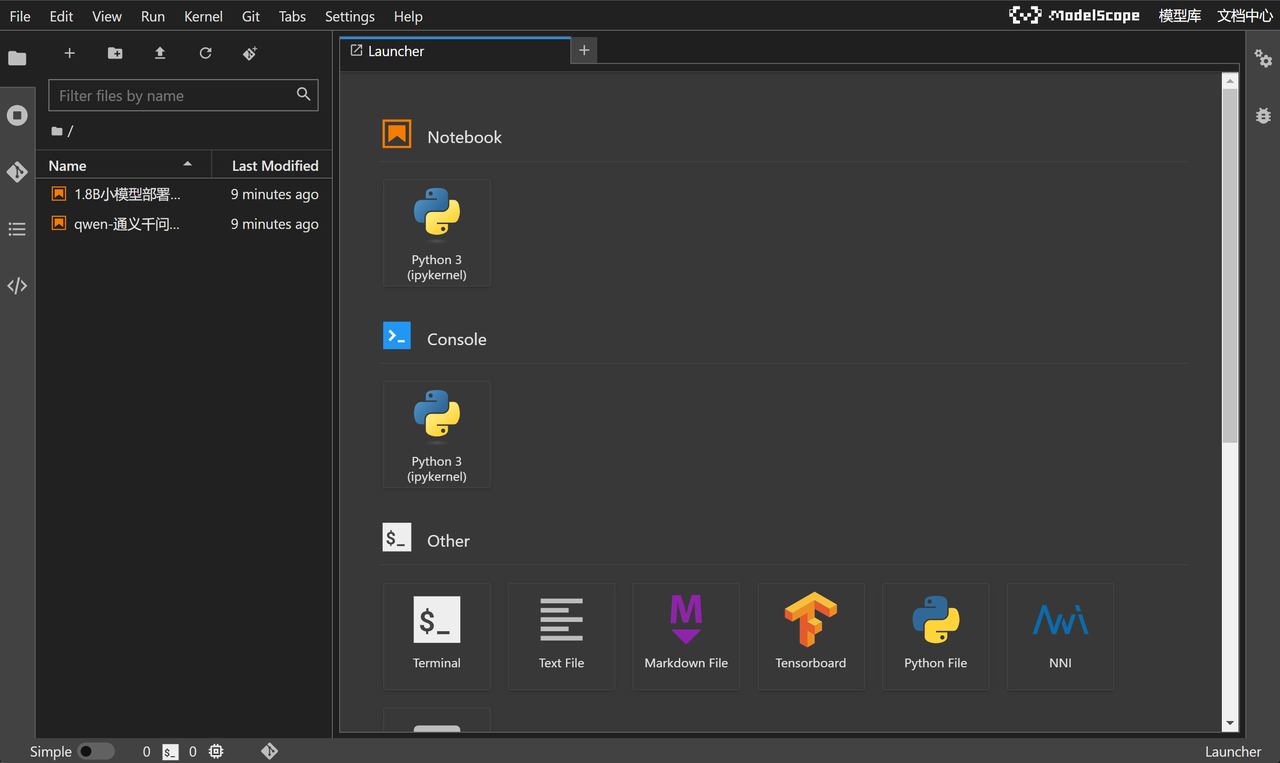 File Edit View Run Kernel Git Tabs Settings Help
ModelScope 模型库 文档中心
Filter files by name
/
Name Last Modified
1.8B小模型部署... 9 minutes ago
qwen-通义千问... 9 minutes ago
Launcher
Notebook
Python 3
(ipykernel)
Console
Python 3
(ipykernel)
$_ Other
$_
Terminal
Text File
M
Markdown File
Tensorboard
Python File
NNI
Simple 0 $_ 0
Launcher